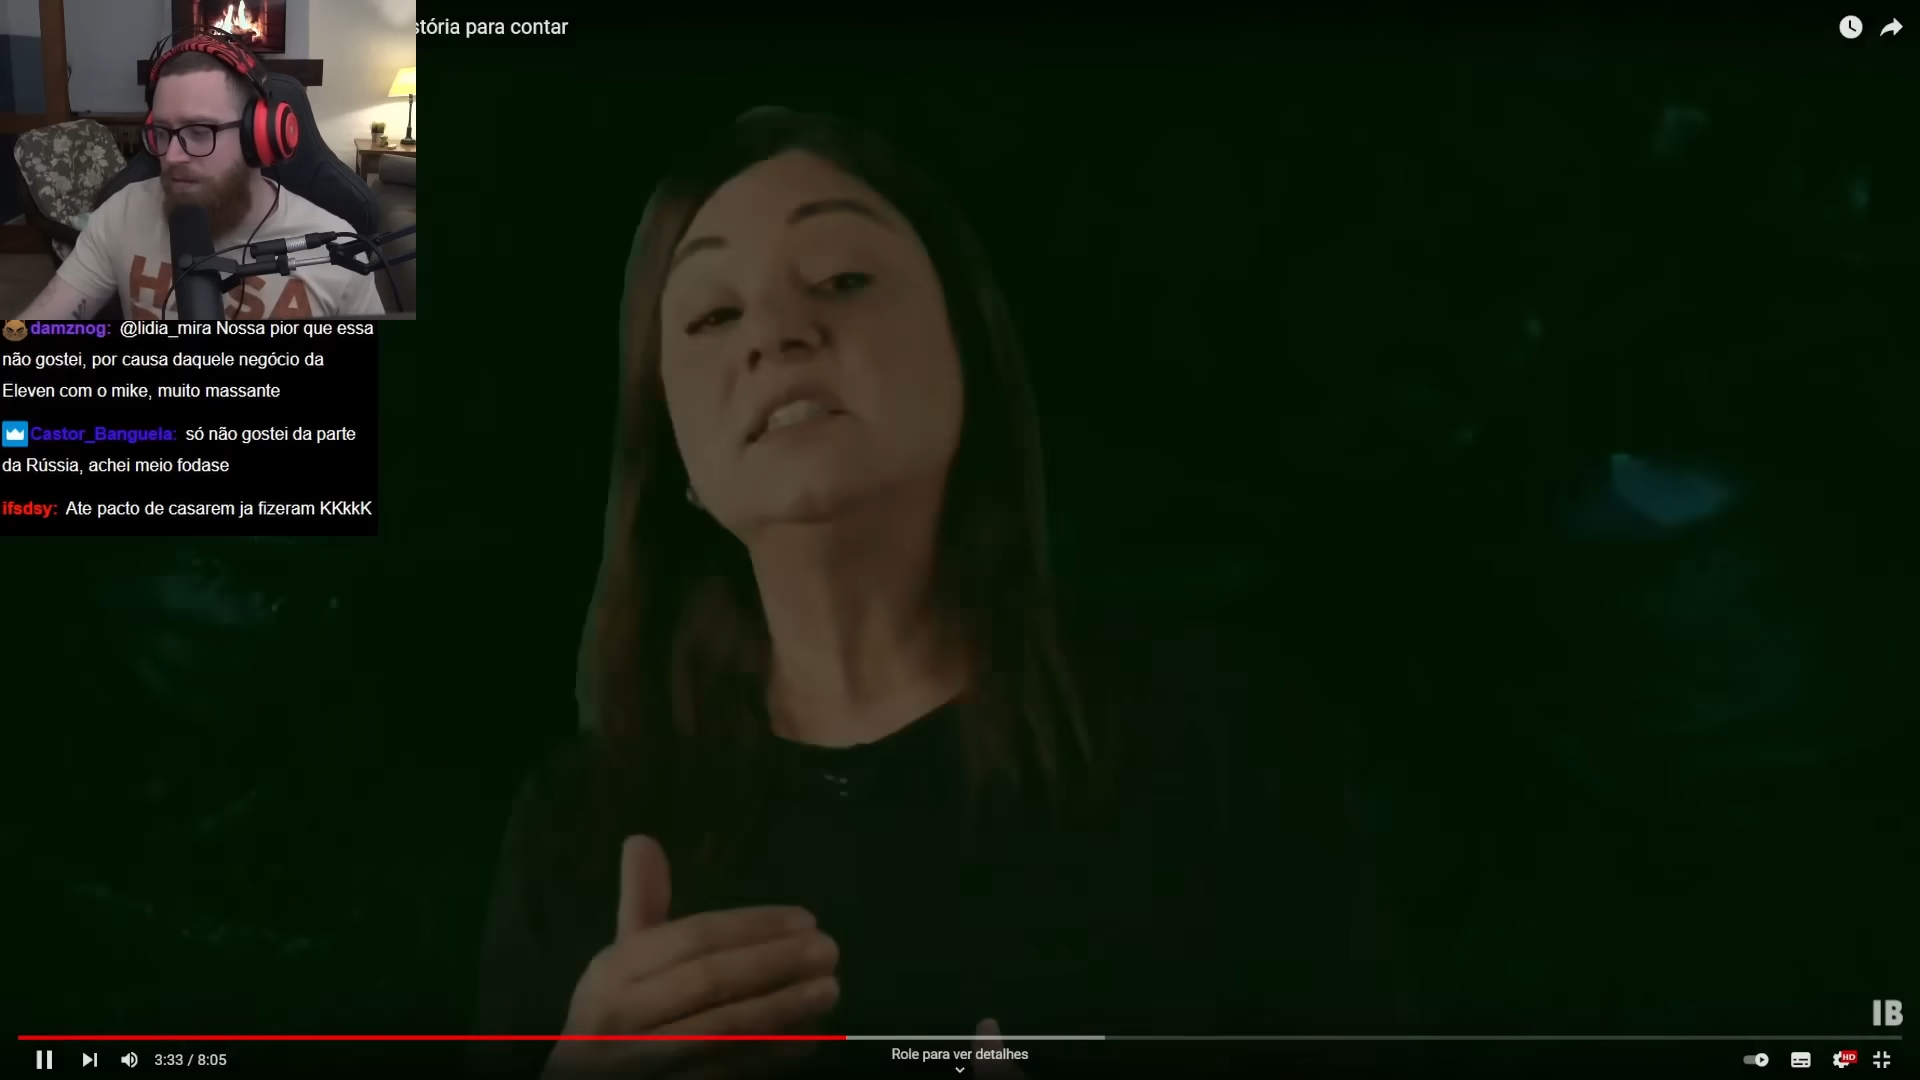 stória para contar
damznog: @lidia_mira Nossa pior que essa
não gostei, por causa daquele negócio da
Eleven com o mike, muito massante
Castor_Banguela: só não gostei da parte
da Rússia, achei meio fodase
ifsdsy: Ate pacto de casarem ja fizeram KKkkK
IB
3:33 / 8:05
Role para ver detalhes
HD